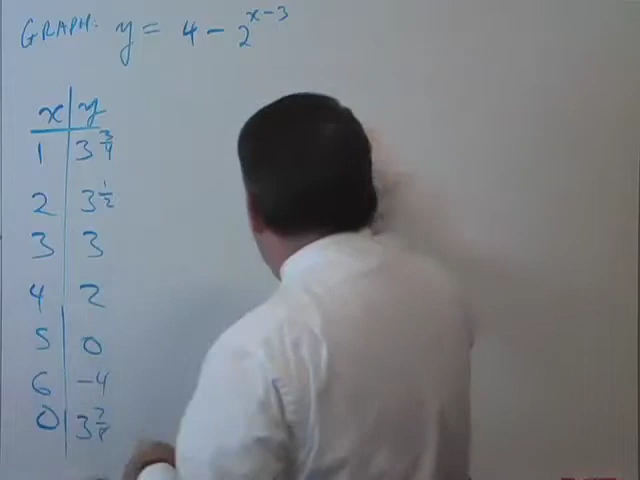 GRAPH: y = 4 - 2^(x-3)
x | y
1 | 3 3/4
2 | 3 1/2
3 | 3
4 | 2
5 | 0
6 | -4
0 | 3 7/8